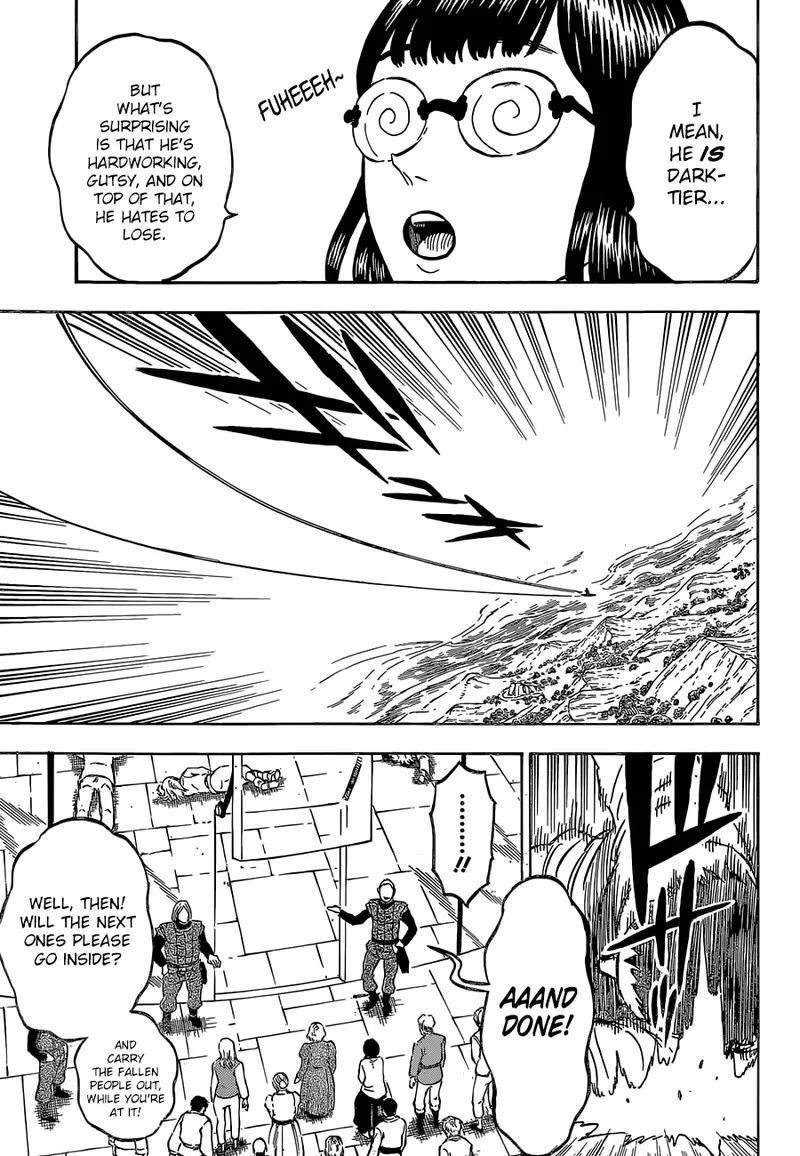 I
MEAN,
HE IS
DARK-
TIER...
FUHEEEH~
BUT
WHAT'S
SURPRISING
IS THAT HE'S
HARDWORKING,
GUTSY, AND ON
TOP OF THAT,
HE HATES TO
LOSE.
AAAND
DONE!
........!!
WELL, THEN!
WILL THE NEXT
ONES PLEASE
GO INSIDE?
AND
CARRY
THE FALLEN
PEOPLE OUT,
WHILE YOU'RE
AT IT!